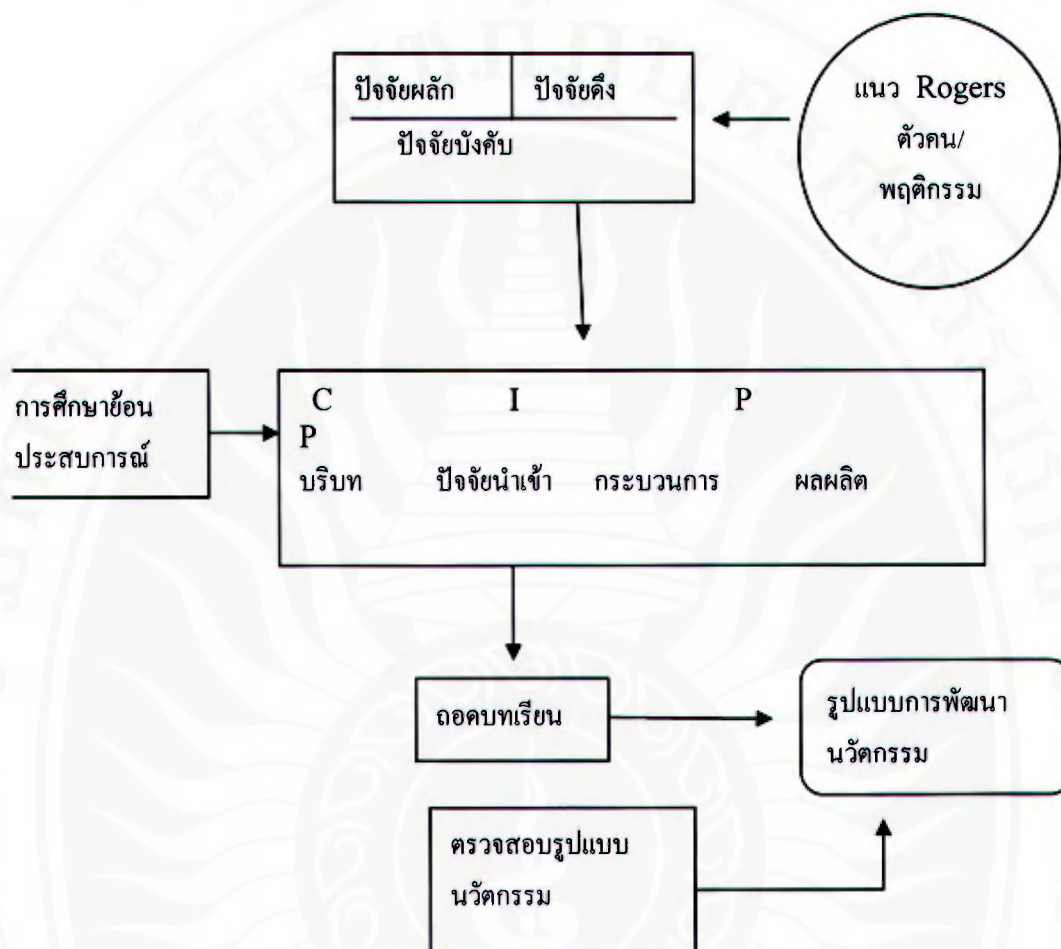 ปัจจัยผลัก ปัจจัยดึง
ปัจจัยบังคับ
แนว Rogers
ตัวคน/
พฤติกรรม
การศึกษาย้อน
ประสบการณ์
C I P
P
บริบท ปัจจัยนำเข้า กระบวนการ ผลผลิต
ถอดบทเรียน
รูปแบบการพัฒนา
นวัตกรรม
ตรวจสอบรูปแบบ
นวัตกรรม